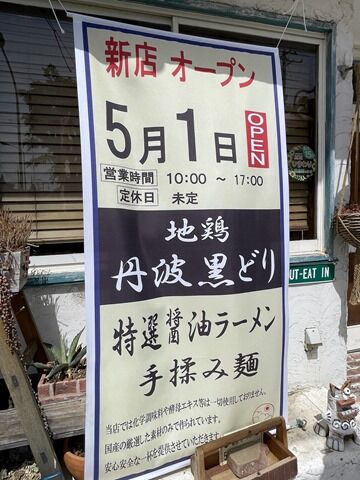 新店 オープン
5月1日 OPEN
営業時間 10:00 ～ 17:00
定休日 未定
地鶏
丹波黒どり
特選醤油ラーメン
手揉み麺
当店では化学調味料や酵母エキス等は一切使用しておりません。
国産の厳選した素材のみで作られています。
安心安全な一杯を提供させていただきます。
UT-EAT IN